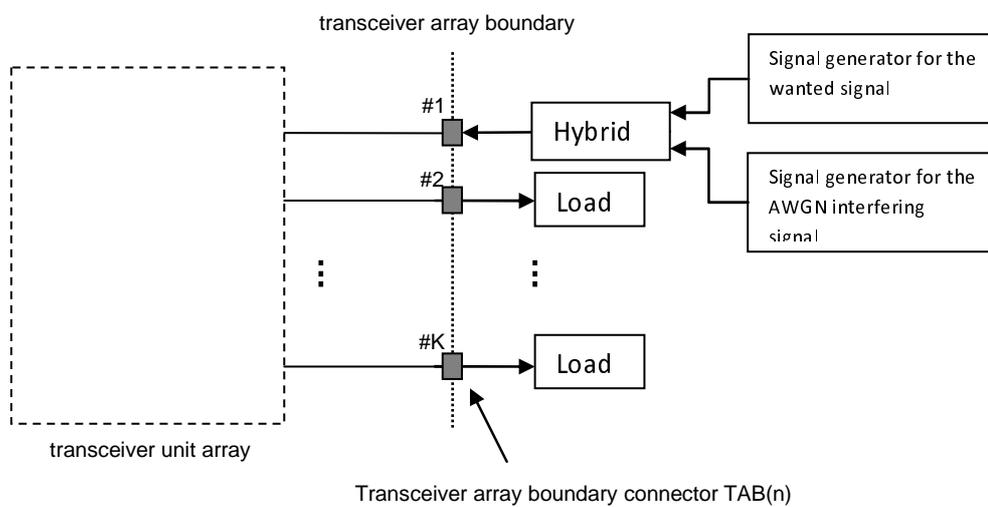 transceiver array boundary
Signal generator for the
wanted signal
#1
Hybrid
#2
Load
Signal generator for the
AWGN interfering
signal
#K
Load
transceiver unit array
Transceiver array boundary connector TAB(n)